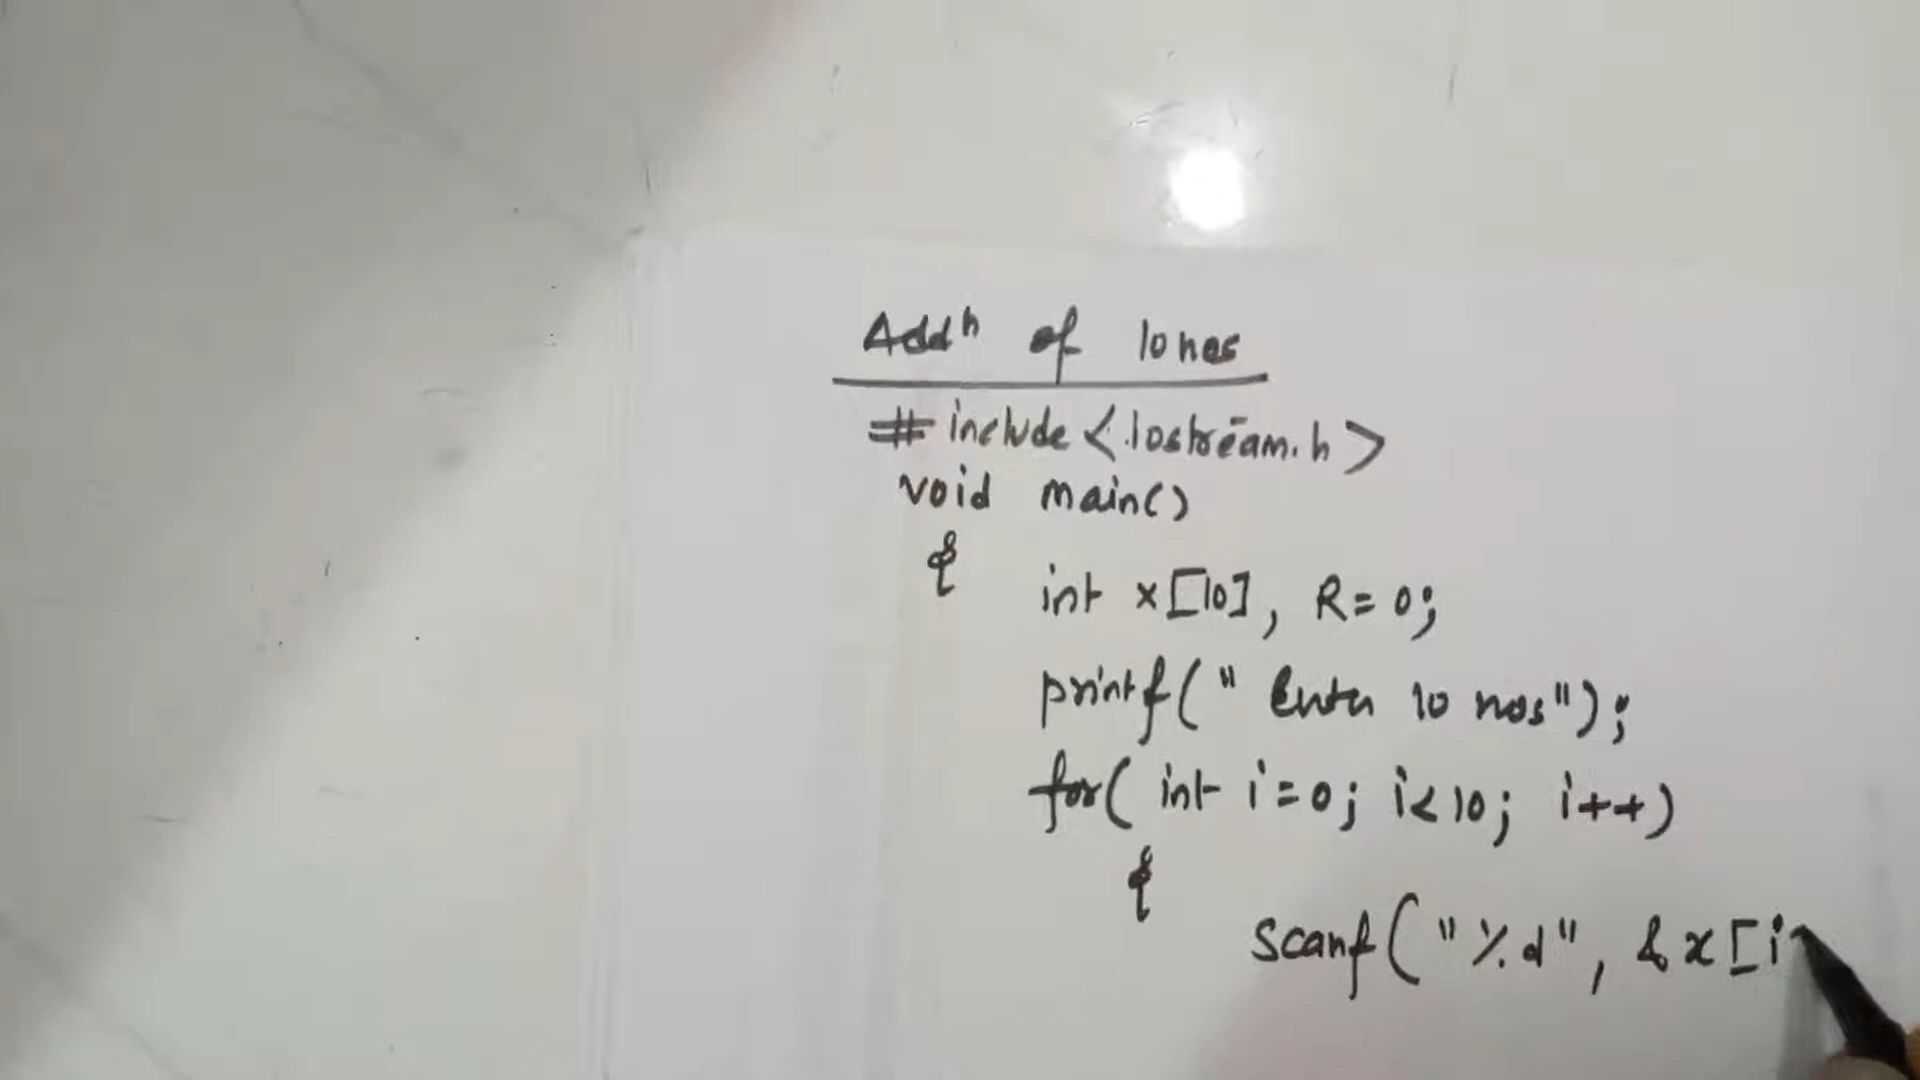 Addn of 10 nos
# include <iostream.h>
void main()
{
int x[10], R=0;
printf(" Enter 10 nos");
for( int i=0; i<10; i++)
{
scanf("%d", &x[i